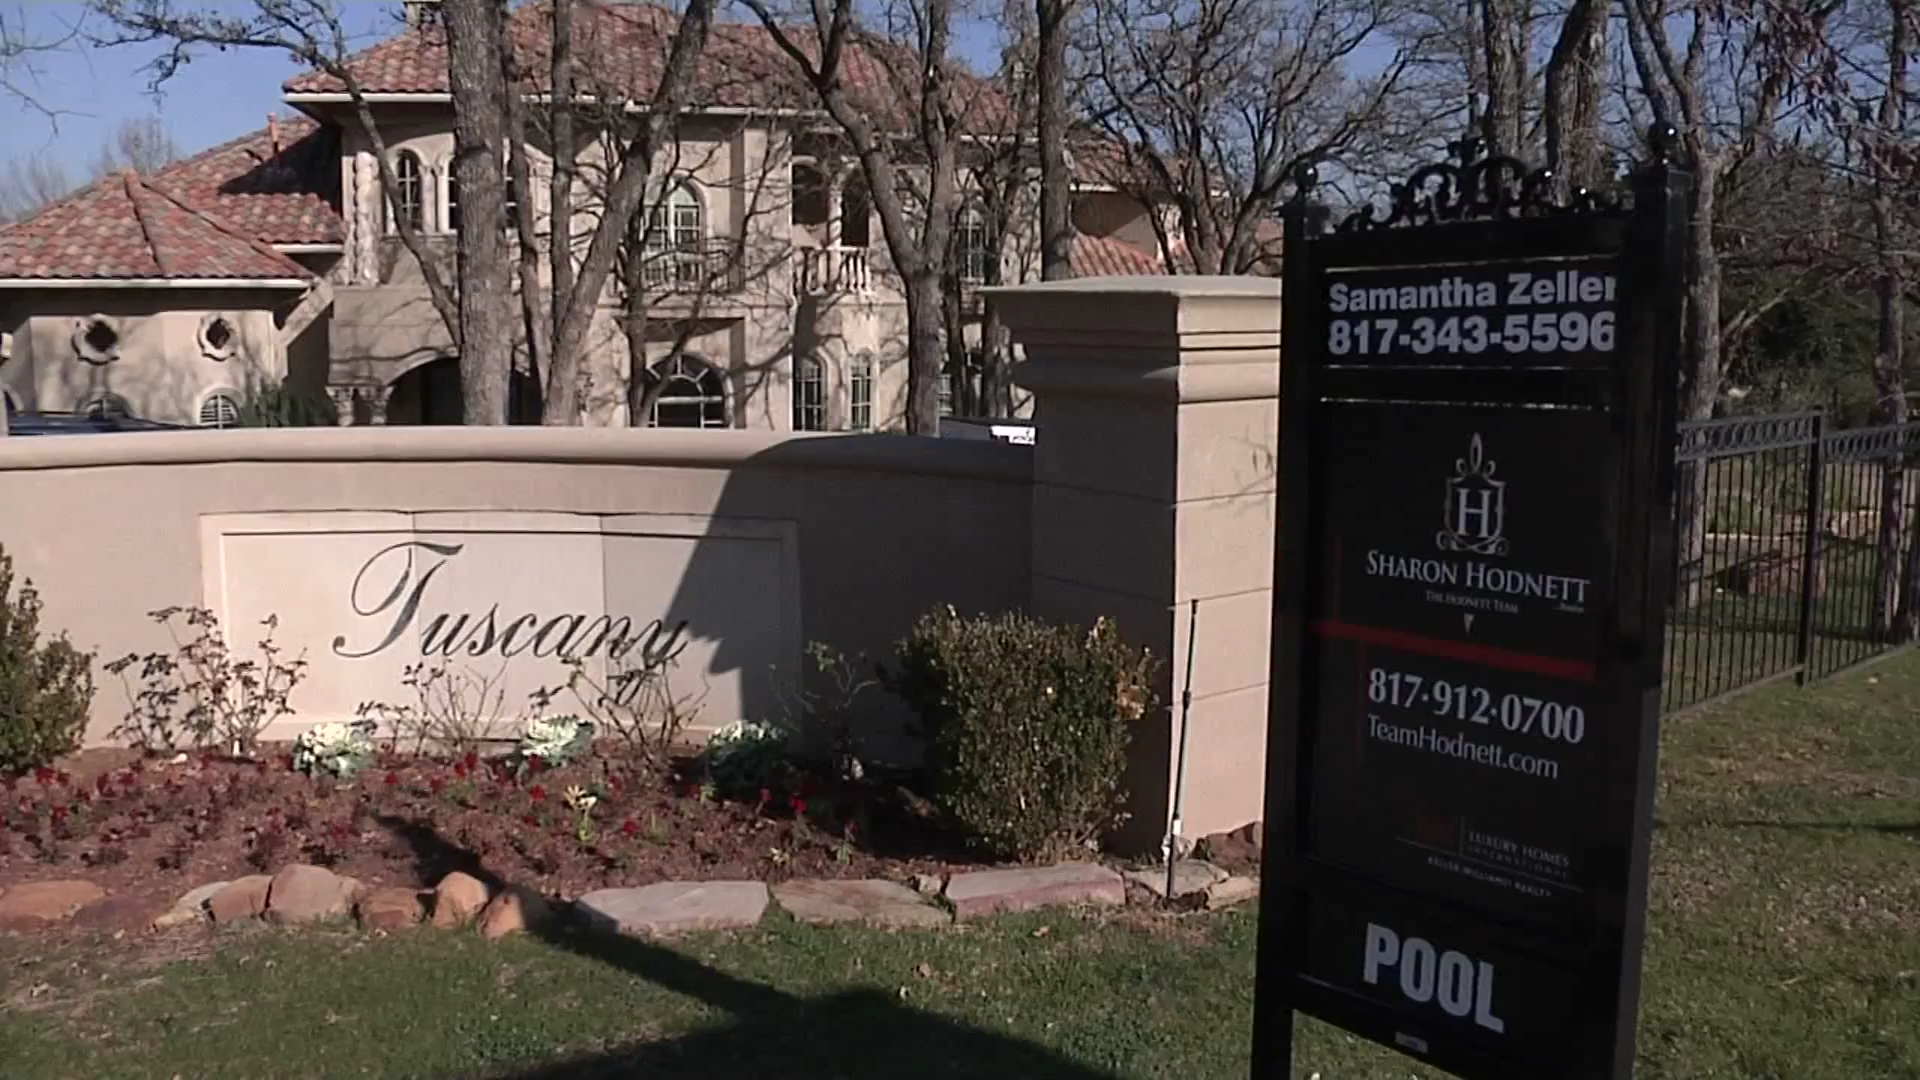 Tuscany
Samantha Zeller
817-343-5596
H
SHARON HODNETT
THE HODNETT TEAM
817·912·0700
TeamHodnett.com
LUXURY HOMES
INTERNATIONAL
KELLER WILLIAMS REALTY
POOL